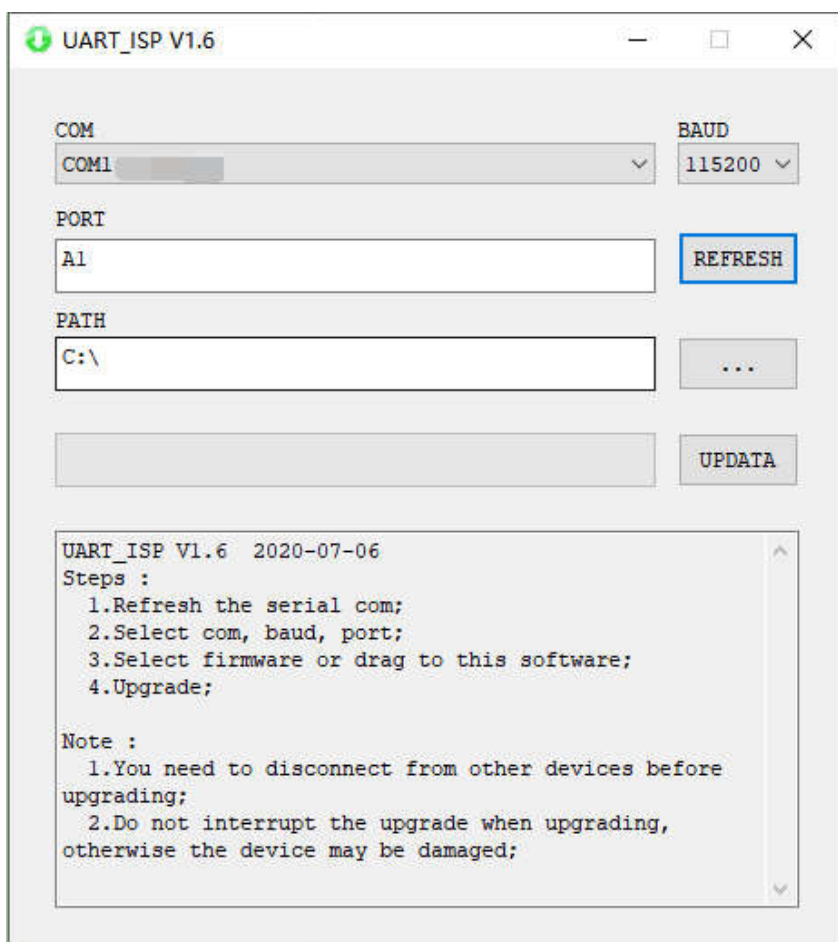 UART_ISP V1.6
COM
BAUD
COM1
115200
PORT
A1
REFRESH
PATH
C:\
...
UPDATA
UART_ISP V1.6  2020-07-06
Steps :
1.Refresh the serial com;
2.Select com, baud, port;
3.Select firmware or drag to this software;
4.Upgrade;
Note :
1.You need to disconnect from other devices before
upgrading;
2.Do not interrupt the upgrade when upgrading,
otherwise the device may be damaged;